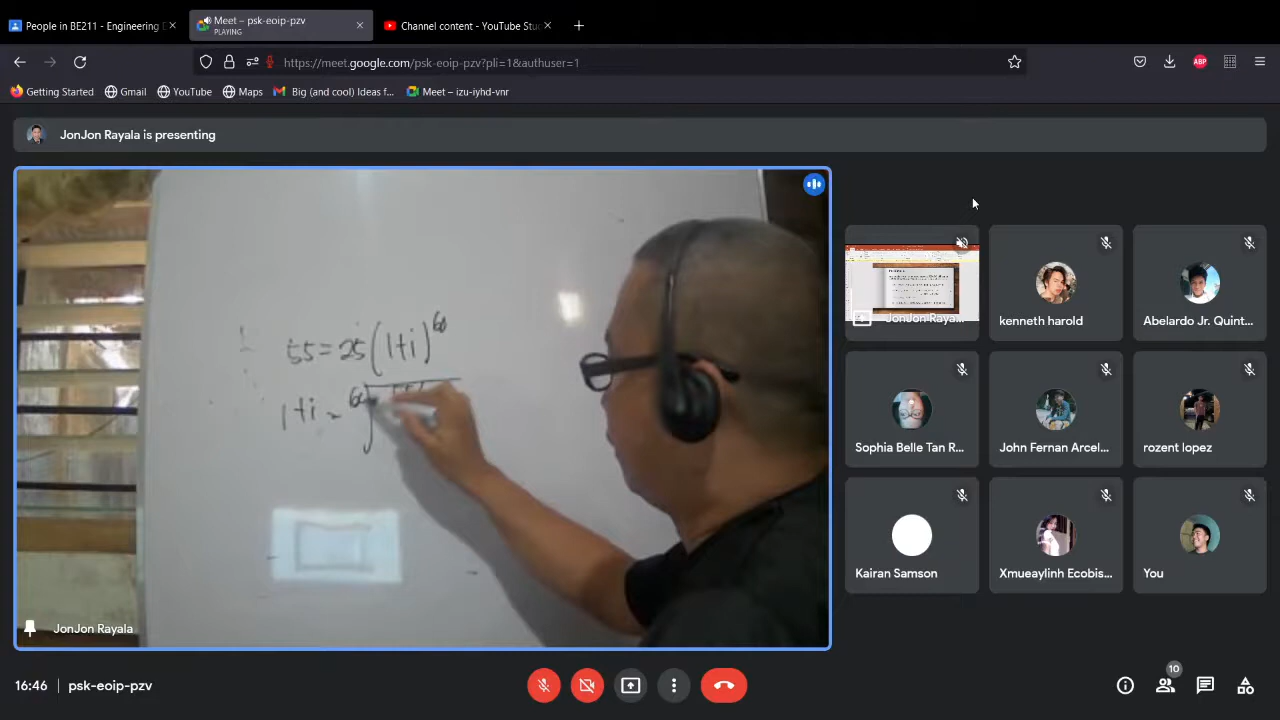 People in BE211 - Engineering E
Meet – psk-eoip-pzv
PLAYING
Channel content - YouTube Stu
https://meet.google.com/psk-eoip-pzv?pli=1&authuser=1
ABP
Getting Started
Gmail
YouTube
Maps
Big (and cool) Ideas f...
Meet – izu-iyhd-vnr
JonJon Rayala is presenting
55=25(1+i)^60
1+i =
JonJon Rayala
JonJon Raya...
kenneth harold
Abelardo Jr. Quint...
Sophia Belle Tan R...
John Fernan Arcel...
rozent lopez
Kairan Samson
Xmueaylinh Ecobis...
You
16:46
psk-eoip-pzv
10